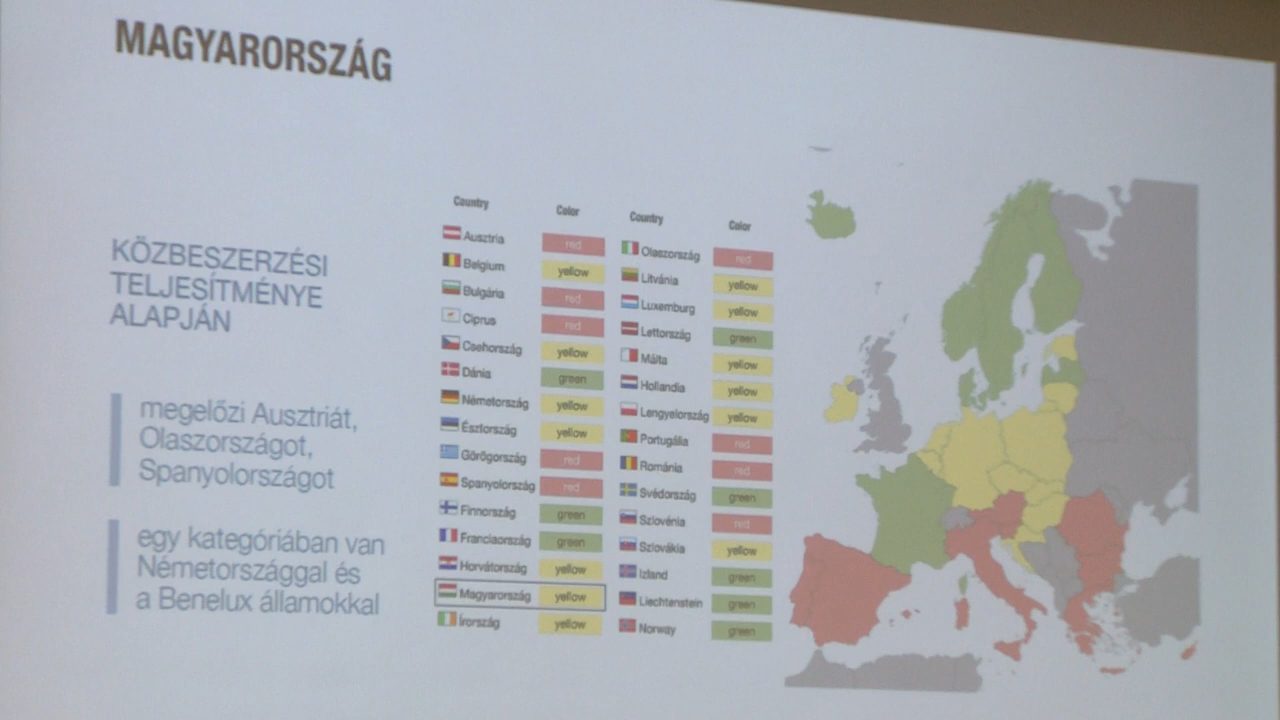 MAGYARORSZÁG
KÖZBESZERZÉSI
TELJESÍTMÉNYE
ALAPJÁN
megelőzi Ausztriát,
Olaszországot,
Spanyolországot
egy kategóriában van
Németországgal és
a Benelux államokkal
Country Color
Ausztria red
Belgium yellow
Bulgária red
Ciprus red
Csehország yellow
Dánia green
Németország yellow
Észtország yellow
Görögország red
Spanyolország red
Finnország green
Franciaország green
Horvátország yellow
Magyarország yellow
Írország yellow
Country Color
Olaszország red
Litvánia yellow
Luxemburg yellow
Lettország green
Málta yellow
Hollandia yellow
Lengyelország yellow
Portugália red
Románia red
Svédország green
Szlovénia red
Szlovákia yellow
Izland green
Liechtenstein green
Norway green